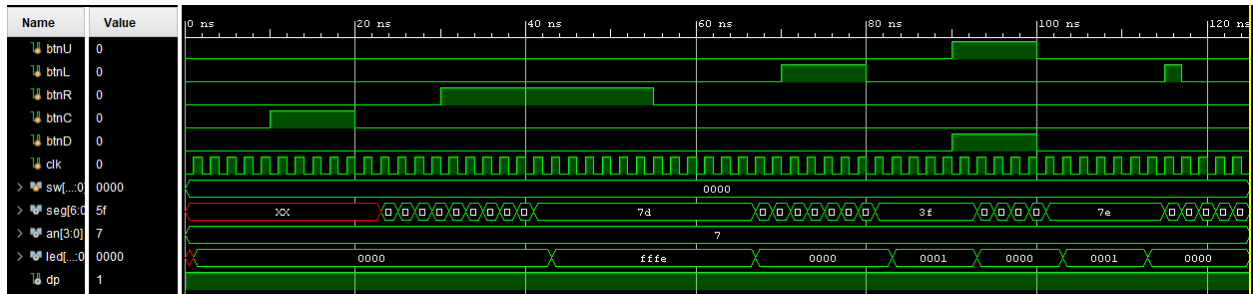 Name Value 0 ns 20 ns 40 ns 60 ns 80 ns 100 ns 120 ns
btnU 0
btnL 0
btnR 0
btnC 0
btnD 0
clk 0
sw[...:0] 0000 0000
seg[6:0 5f XX 7d 3f 7e
an[3:0] 7 7
led[...:0 0000 0000 fffe 0000 0001 0000 0001 0000
dp 1